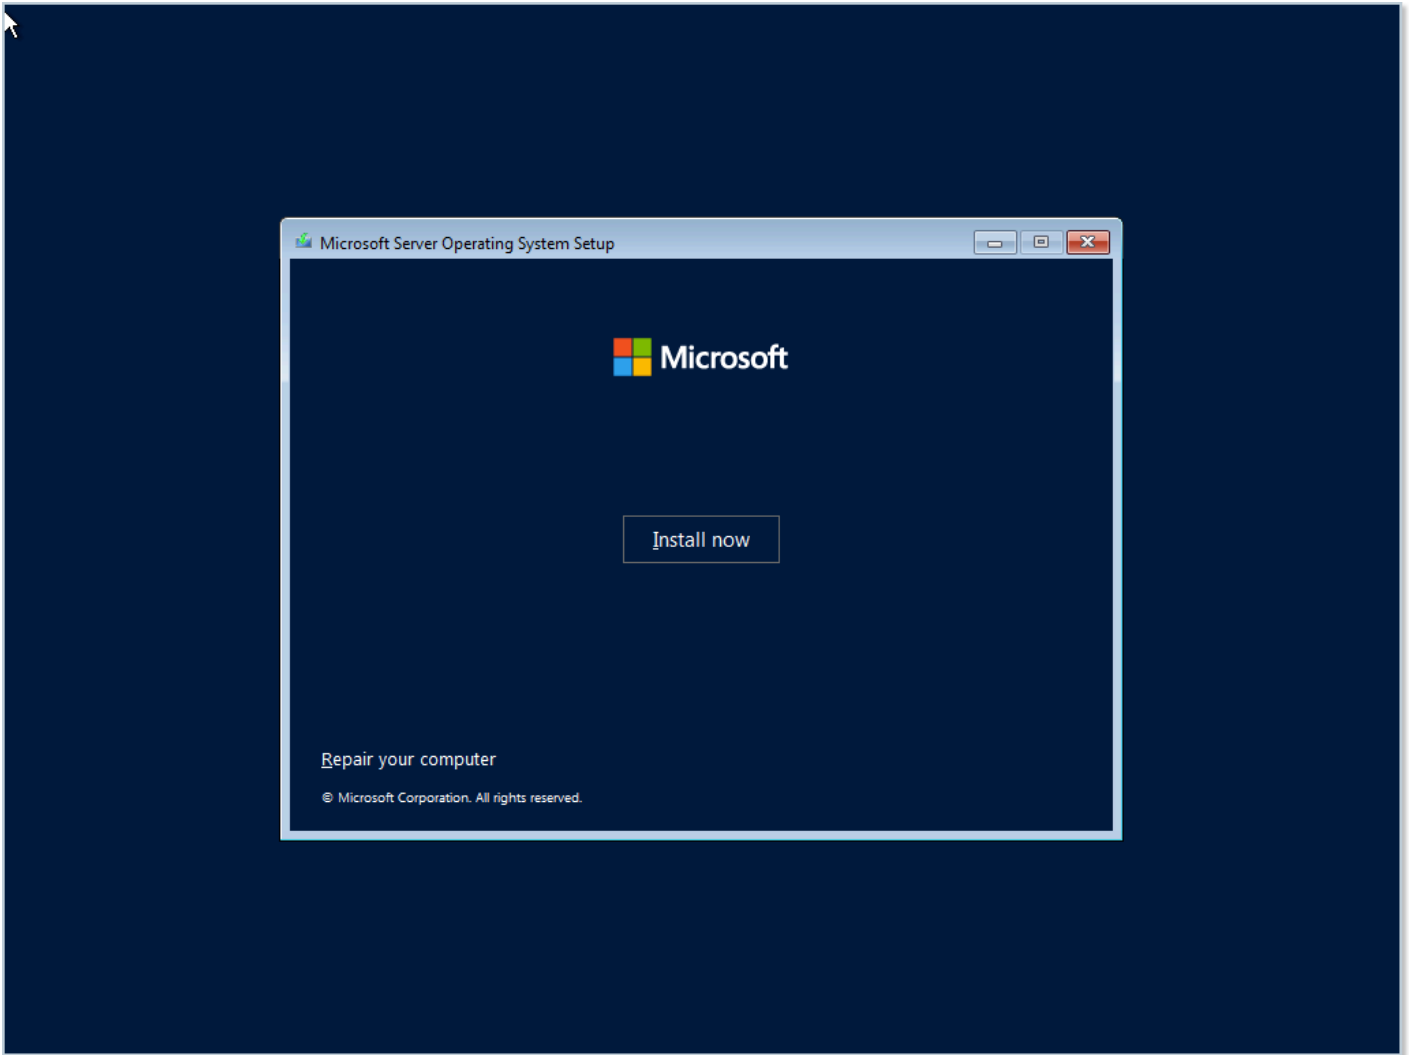 Microsoft Server Operating System Setup
Microsoft
Install now
Repair your computer
© Microsoft Corporation. All rights reserved.